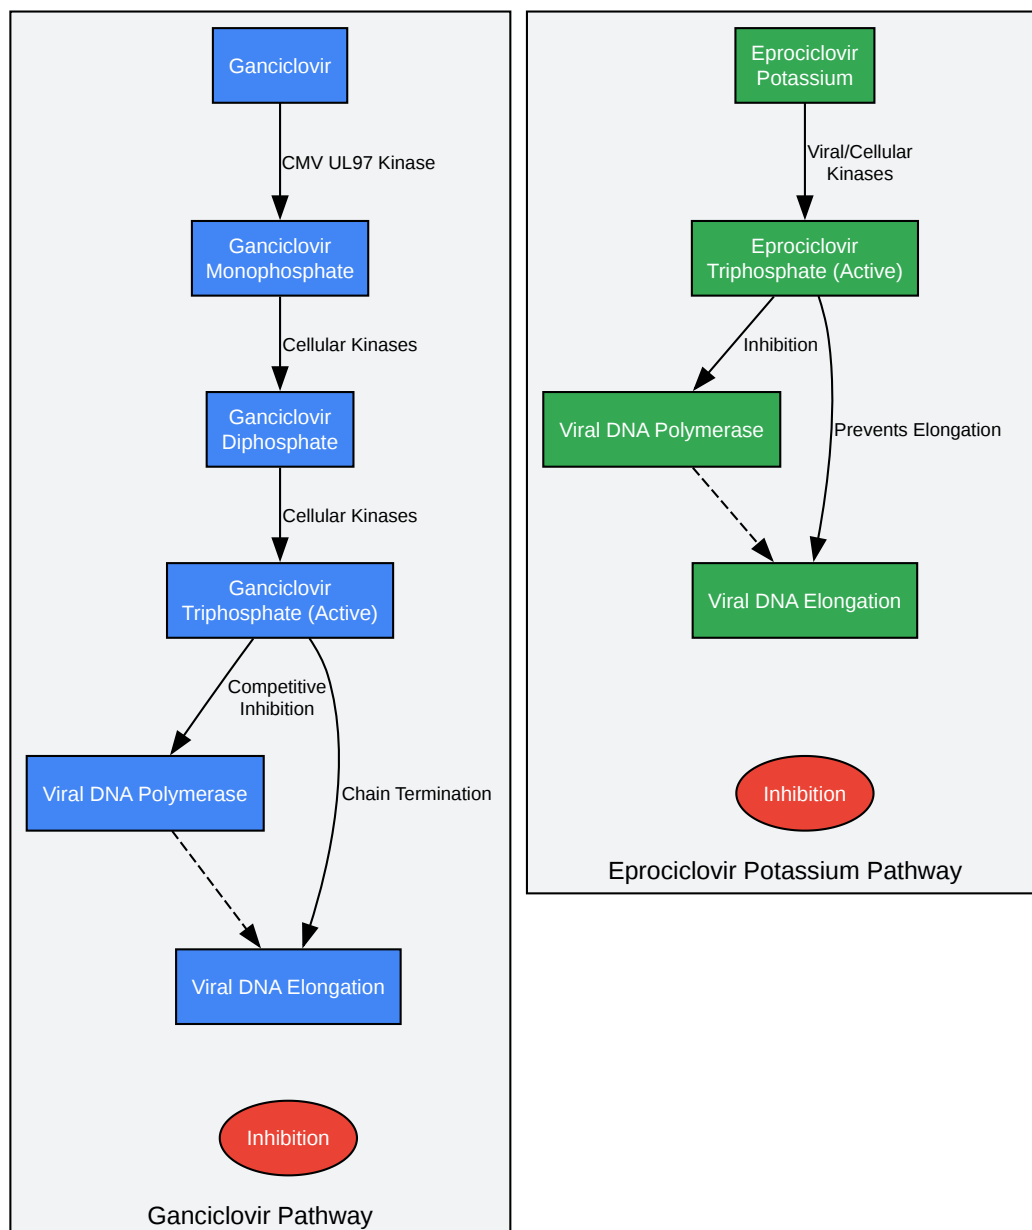 Ganciclovir
CMV UL97 Kinase
Ganciclovir
Monophosphate
Cellular Kinases
Ganciclovir
Diphosphate
Cellular Kinases
Ganciclovir
Triphosphate (Active)
Competitive
Inhibition
Viral DNA Polymerase
Chain Termination
Viral DNA Elongation
Inhibition
Ganciclovir Pathway
Eprociclovir
Potassium
Viral/Cellular
Kinases
Eprociclovir
Triphosphate (Active)
Inhibition
Viral DNA Polymerase
Prevents Elongation
Viral DNA Elongation
Inhibition
Eprociclovir Potassium Pathway